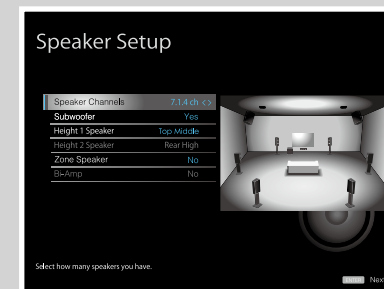 Speaker Setup
Speaker Channels 7.1.4 ch < >
Subwoofer Yes
Height 1 Speaker Top Middle
Height 2 Speaker Rear High
Zone Speaker No
Bi-Amp No
Select how many speakers you have.
ENTER Next